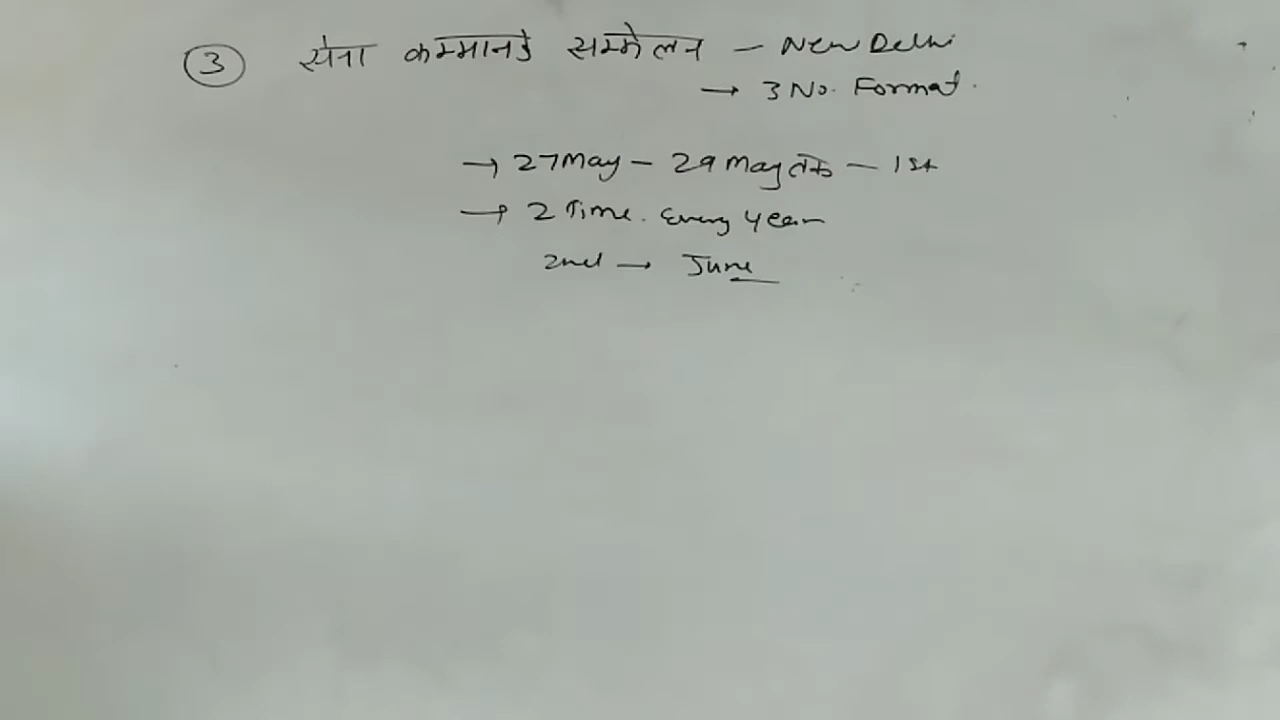 3 सेना कम्मानडे सम्मेलन - New Delhi
→ 3 No. Format.
→ 27 May - 29 May तक - 1st
→ 2 Time. Every year
2nd → June